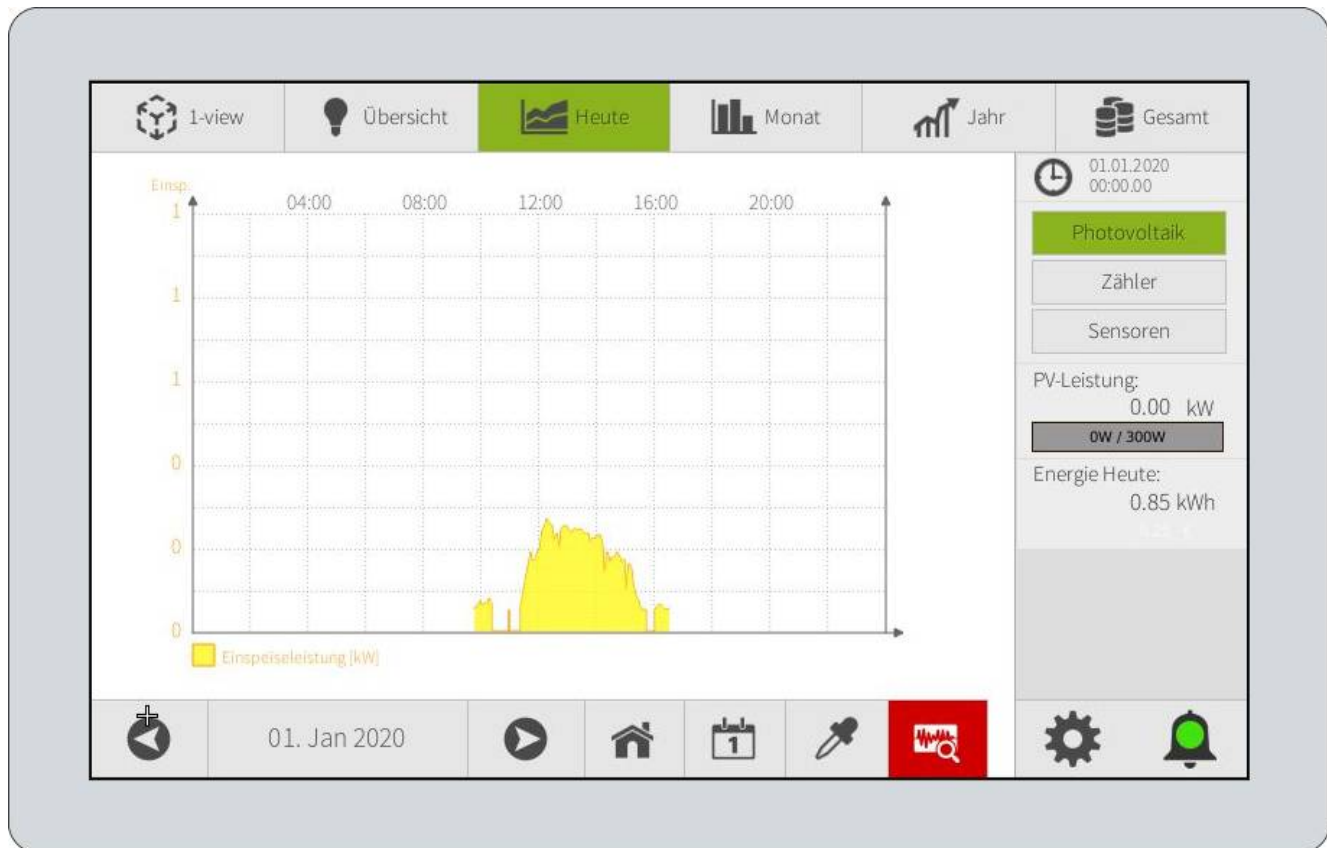 1-view
Übersicht
Heute
Monat
Jahr
Gesamt
Einsp.
04:00 08:00 12:00 16:00 20:00
1
1
1
0
0
0
Einspeiseleistung [kW]
01.01.2020
00:00.00
Photovoltaik
Zähler
Sensoren
PV-Leistung:
0.00 kW
0W / 300W
Energie Heute:
0.85 kWh
01. Jan 2020
1